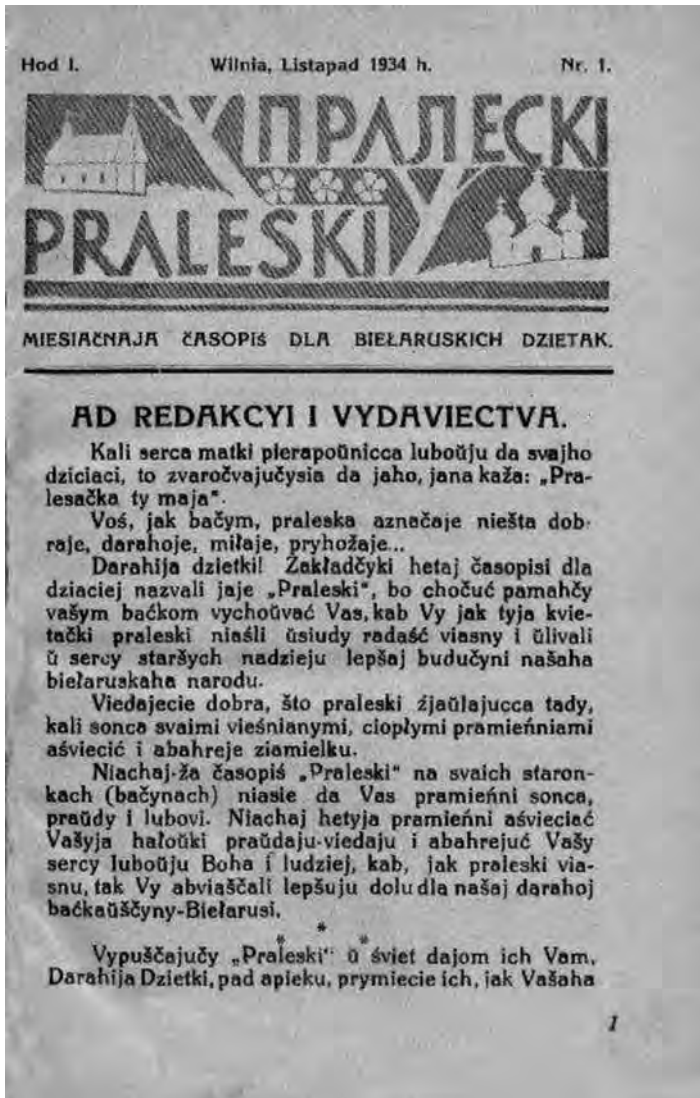 Hod I. Wilnia, Listapad 1934 h. Nr. 1.
ПРАЛЕСКІ
PRALESKI
MIESIAČNAJA ČASOPIŚ DLA BIEŁARUSKICH DZIETAK.
AD REDAKCYI I VYDAVIECTVA.
Kali serca matki pierapoŭnicca luboŭju da svajho
dziciaci, to zvaročvajučysia da jaho, jana kaža: „Pra-
lesačka ty maja".
Voś, jak bačym, praleska aznačaje niešta dob-
raje, darahoje, miłaje, pryhožaje...
Darahija dzietki! Zakładčyki hetaj časopisi dla
dziaciej nazvali jaje „Praleski", bo chočuć pamahčy
vašym baćkom vychoŭvać Vas, kab Vy jak tyja kvie-
tački praleski niaśli ŭsiudy radaść viasny i ŭlivali
ŭ sercy staršych nadzieju lepšaj budučyni našaha
biełaruskaha narodu.
Viedajecie dobra, što praleski źjaŭlajucca tady,
kali sonca svaimi vieśnianymi, ciopłymi pramieńniami
aśviecić i abahreje ziamielku.
Niachaj-ža časopiś „Praleski" na svaich staron-
kach (bačynach) niasie da Vas pramieńni sonca,
praŭdy i lubovi. Niachaj hetyja pramieńni aśvieciać
Vašyja hałoŭki praŭdaju-viedaju i abahrejuć Vašy
sercy luboŭju Boha i ludziej, kab, jak praleski via-
snu, tak Vy abviaščali lepšuju dolu dla našaj darahoj
baćkaŭščyny-Biełarusi.
*
* *
Vypuščajučy „Praleski" ŭ śviet dajom ich Vam,
Darahija Dzietki, pad apieku, prymiecie ich, jak Vašaha
1